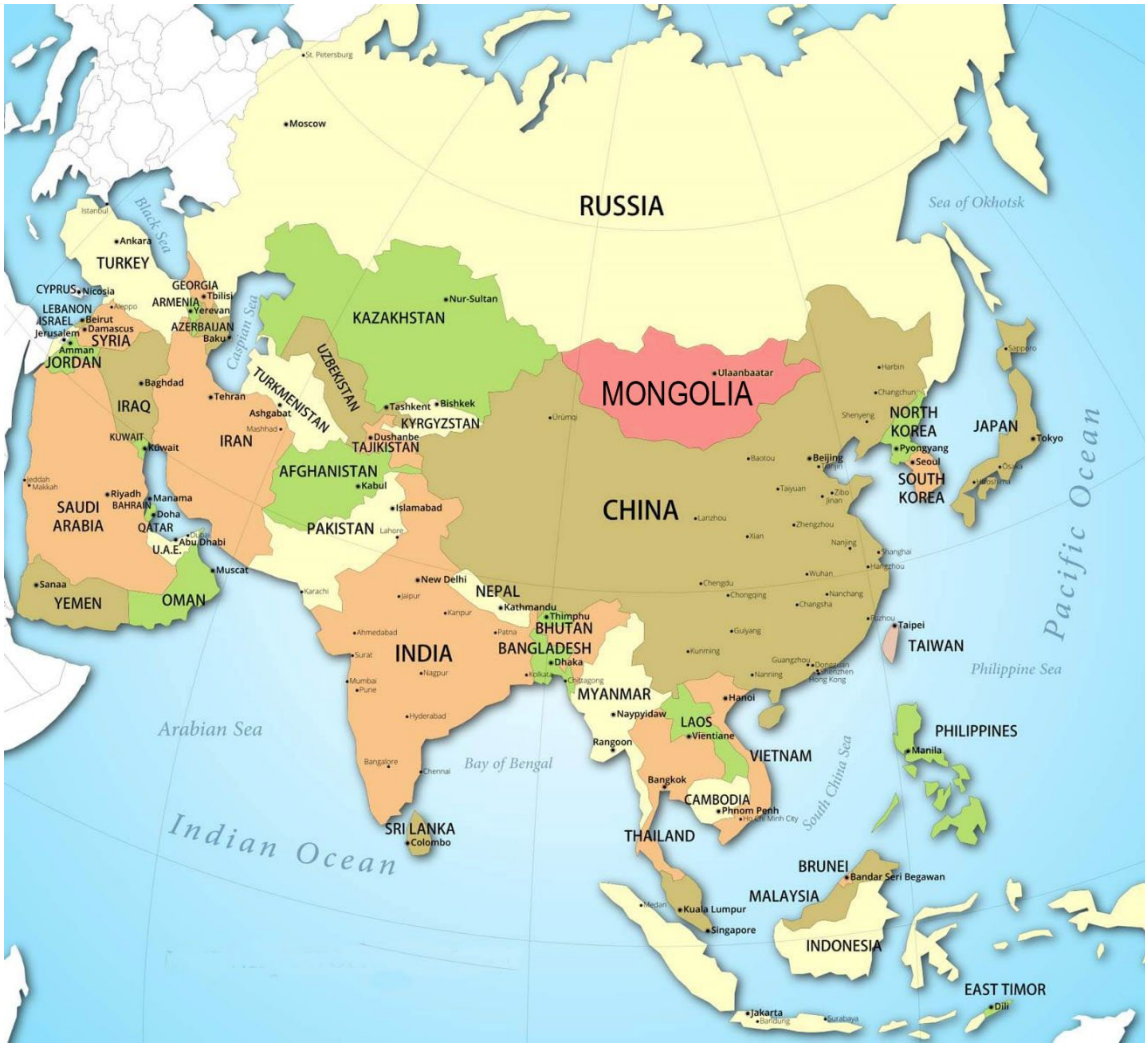 St. Petersburg
Moscow
RUSSIA
Sea of Okhotsk
Istanbul
Black Sea
Ankara
TURKEY
CYPRUS
Nicosia
GEORGIA
Tbilisi
ARMENIA
Yerevan
LEBANON
Beirut
Aleppo
ISRAEL
Damascus
Jerusalem
SYRIA
Amman
JORDAN
AZERBAIJAN
Baku
Caspian Sea
KAZAKHSTAN
Nur-Sultan
UZBEKISTAN
TURKMENISTAN
Ashgabat
Mashhad
Tashkent
Bishkek
KYRGYZSTAN
Dushanbe
TAJIKISTAN
MONGOLIA
Ulaanbaatar
Ürümqi
Harbin
Changchun
Shenyang
NORTH
KOREA
Pyongyang
Seoul
SOUTH
KOREA
Sapporo
JAPAN
Tokyo
Osaka
Hiroshima
Baghdad
IRAQ
Tehran
IRAN
KUWAIT
Kuwait
AFGHANISTAN
Kabul
Islamabad
PAKISTAN
Lahore
Karachi
Jeddah
Makkah
SAUDI
ARABIA
Riyadh
Manama
BAHRAIN
Doha
QATAR
Dubai
Abu Dhabi
U.A.E.
Muscat
OMAN
Sanaa
YEMEN
CHINA
Baotou
Beijing
Tianjin
Taiyuan
Zibo
Jinan
Lanzhou
Zhengzhou
Xian
Nanjing
Shanghai
Hangzhou
Wuhan
Chengdu
Chongqing
Nanchang
Changsha
Fuzhou
Guiyang
Kunming
Guangzhou
Dongguan
Shenzhen
Hong Kong
Nanning
Taipei
TAIWAN
Pacific Ocean
Philippine Sea
New Delhi
Jaipur
NEPAL
Kathmandu
Kanpur
Patna
Thimphu
BHUTAN
BANGLADESH
Dhaka
Kolkata
Chittagong
Ahmedabad
Surat
INDIA
Nagpur
Mumbai
Pune
Hyderabad
Bangalore
Chennai
Arabian Sea
Bay of Bengal
Indian Ocean
SRI LANKA
Colombo
MYANMAR
Naypyidaw
Rangoon
Hanoi
LAOS
Vientiane
VIETNAM
Bangkok
CAMBODIA
Phnom Penh
Ho Chi Minh City
THAILAND
South China Sea
PHILIPPINES
Manila
BRUNEI
Bandar Seri Begawan
MALAYSIA
Medan
Kuala Lumpur
Singapore
INDONESIA
Jakarta
Bandung
Surabaya
EAST TIMOR
Dili